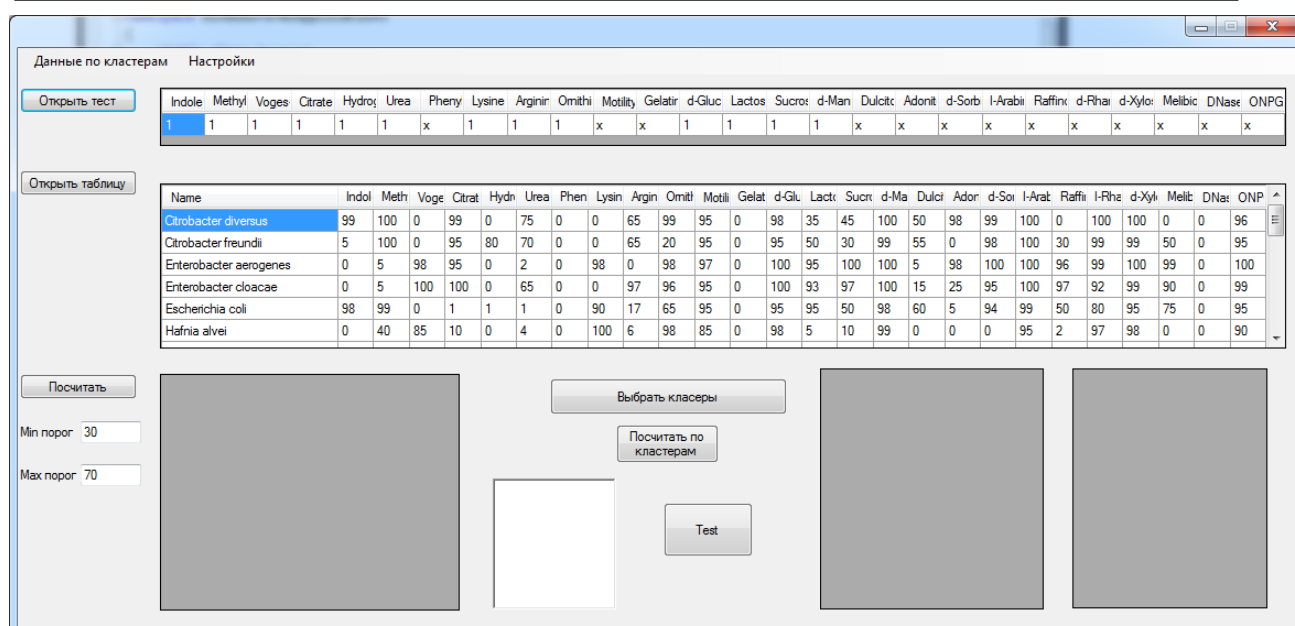 Данные по кластерам Настройки
Открыть тест
Indole Methyl Voges- Citrate Hydrog Urea Pheny Lysine Arginin Ornithi Motility Gelatin d-Gluc Lactos Sucros d-Man Dulcitc Adonit d-Sorb l-Arabin Raffinc d-Rhar d-Xylos Melibic DNase ONPG
1 1 1 1 1 1 x 1 1 1 x x 1 1 1 1 x x x x x x x x x x
Открыть таблицу
Name Indol Meth Voge Citrat Hydr Urea Phen Lysin Argin Ornitl Motili Gelat d-Glu Lacto Sucro d-Ma Dulcit Ador d-Sor l-Arat Raffii l-Rha d-Xyl Melib DNas ONP
Citrobacter diversus 99 100 0 99 0 75 0 0 65 99 95 0 98 35 45 100 50 98 99 100 0 100 100 0 0 96
Citrobacter freundii 5 100 0 95 80 70 0 0 65 20 95 0 95 50 30 99 55 0 98 100 30 99 99 50 0 95
Enterobacter aerogenes 0 5 98 95 0 2 0 98 0 98 97 0 100 95 100 100 5 98 100 100 96 99 100 99 0 100
Enterobacter cloacae 0 5 100 100 0 65 0 0 97 96 95 0 100 93 97 100 15 25 95 100 97 92 99 90 0 99
Escherichia coli 98 99 0 1 1 1 0 90 17 65 95 0 95 95 50 98 60 5 94 99 50 80 95 75 0 95
Hafnia alvei 0 40 85 10 0 4 0 100 6 98 85 0 98 5 10 99 0 0 0 95 2 97 98 0 0 90
Посчитать
Min порог 30
Max порог 70
Выбрать класеры
Посчитать по
кластерам
Test